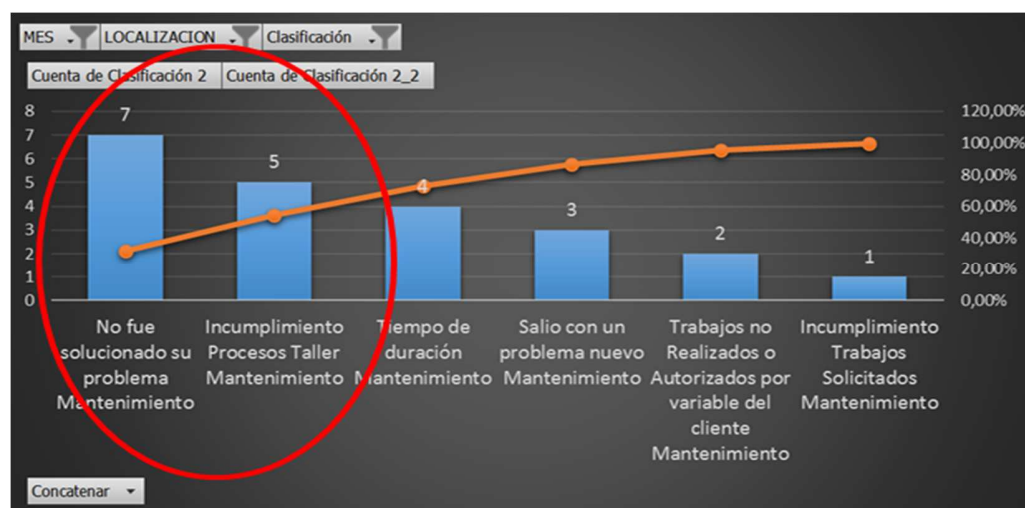 MES LOCALIZACION Clasificación
Cuenta de Clasificación 2 Cuenta de Clasificación 2_2
8
7
6
5
4
3
2
1
0
7
5
4
3
2
1
120,00%
100,00%
80,00%
60,00%
40,00%
20,00%
0,00%
No fue
solucionado su
problema
Mantenimiento
Incumplimiento
Procesos Taller
Mantenimiento
Tiempo de
duración
Mantenimiento
Salio con un
problema nuevo
Mantenimiento
Trabajos no
Realizados o
Autorizados por
variable del
cliente
Mantenimiento
Incumplimiento
Trabajos
Solicitados
Mantenimiento
Concatenar